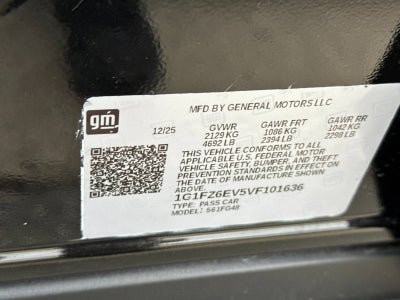 gm
MFD BY GENERAL MOTORS LLC
12/25 GVWR GAWR FRT GAWR RR
2129 KG 1086 KG 1042 KG
4692 LB 2394 LB 2298 LB
THIS VEHICLE CONFORMS TO ALL
APPLICABLE U.S. FEDERAL MOTOR
VEHICLE SAFETY, BUMPER, AND THEFT
PREVENTION STANDARDS IN EFFECT ON
THE DATE OF MANUFACTURE SHOWN
ABOVE.
1G1FZ6EV5VF101636
TYPE: PASS CAR
MODEL: 561FG48